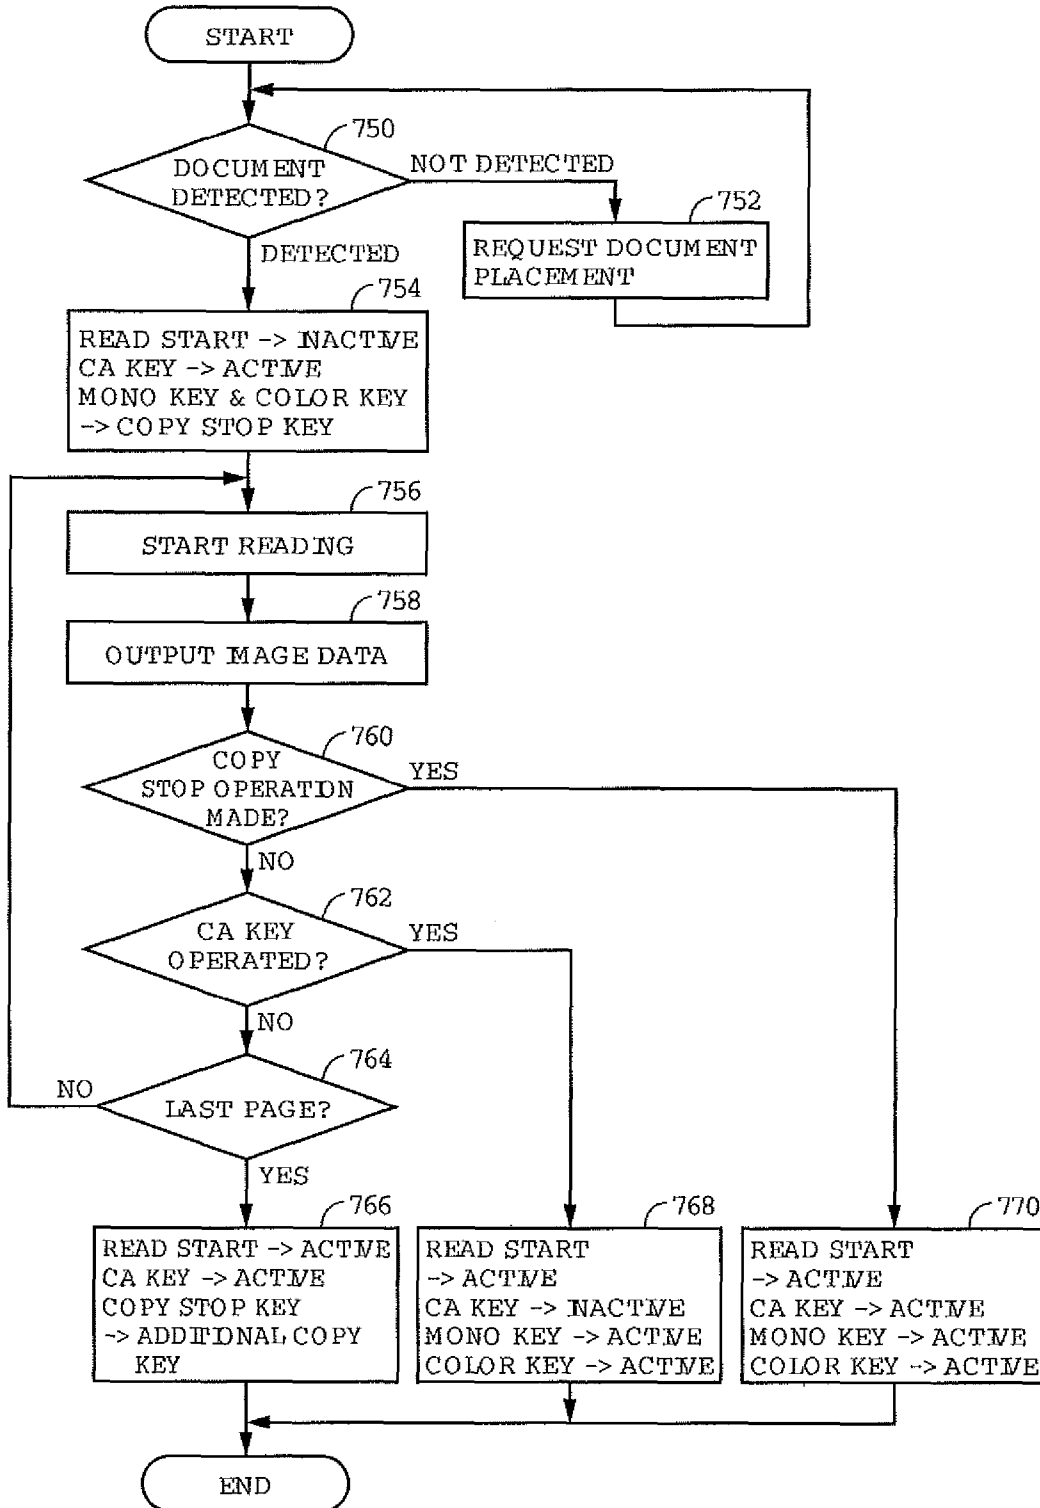 START
750
DOCUMENT
DETECTED?
NOT DETECTED
752
REQUEST DOCUMENT
PLACEMENT
DETECTED
754
READ START -> INACTIVE
CA KEY -> ACTIVE
MONO KEY & COLOR KEY
-> COPY STOP KEY
756
START READING
758
OUTPUT IMAGE DATA
760
COPY
STOP OPERATION
MADE?
YES
NO
762
CA KEY
OPERATED?
YES
NO
764
LAST PAGE?
NO
YES
766
READ START -> ACTIVE
CA KEY -> ACTIVE
COPY STOP KEY
-> ADDITIONAL COPY
KEY
768
READ START
-> ACTIVE
CA KEY -> INACTIVE
MONO KEY -> ACTIVE
COLOR KEY -> ACTIVE
770
READ START
-> ACTIVE
CA KEY -> ACTIVE
MONO KEY -> ACTIVE
COLOR KEY -> ACTIVE
END